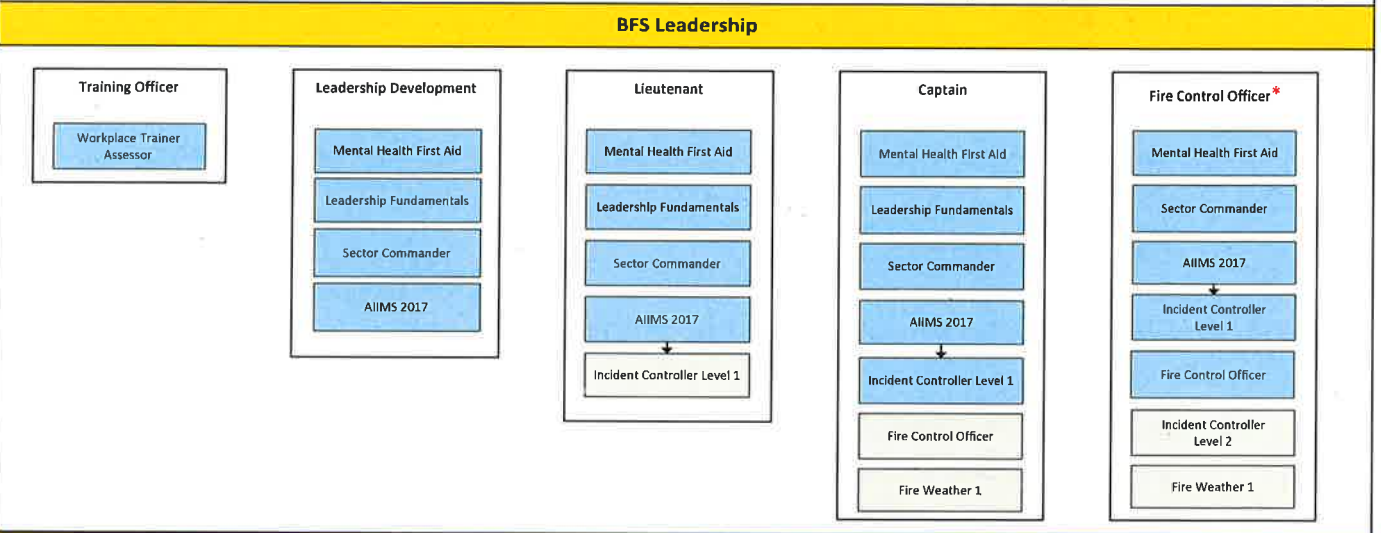 BFS Leadership
Training Officer
Workplace Trainer
Assessor
Leadership Development
Mental Health First Aid
Leadership Fundamentals
Sector Commander
AIIMS 2017
Lieutenant
Mental Health First Aid
Leadership Fundamentals
Sector Commander
AIIMS 2017
Incident Controller Level 1
Captain
Mental Health First Aid
Leadership Fundamentals
Sector Commander
AIIMS 2017
Incident Controller Level 1
Fire Control Officer
Fire Weather 1
Fire Control Officer*
Mental Health First Aid
Sector Commander
AIIMS 2017
Incident Controller
Level 1
Fire Control Officer
Incident Controller
Level 2
Fire Weather 1